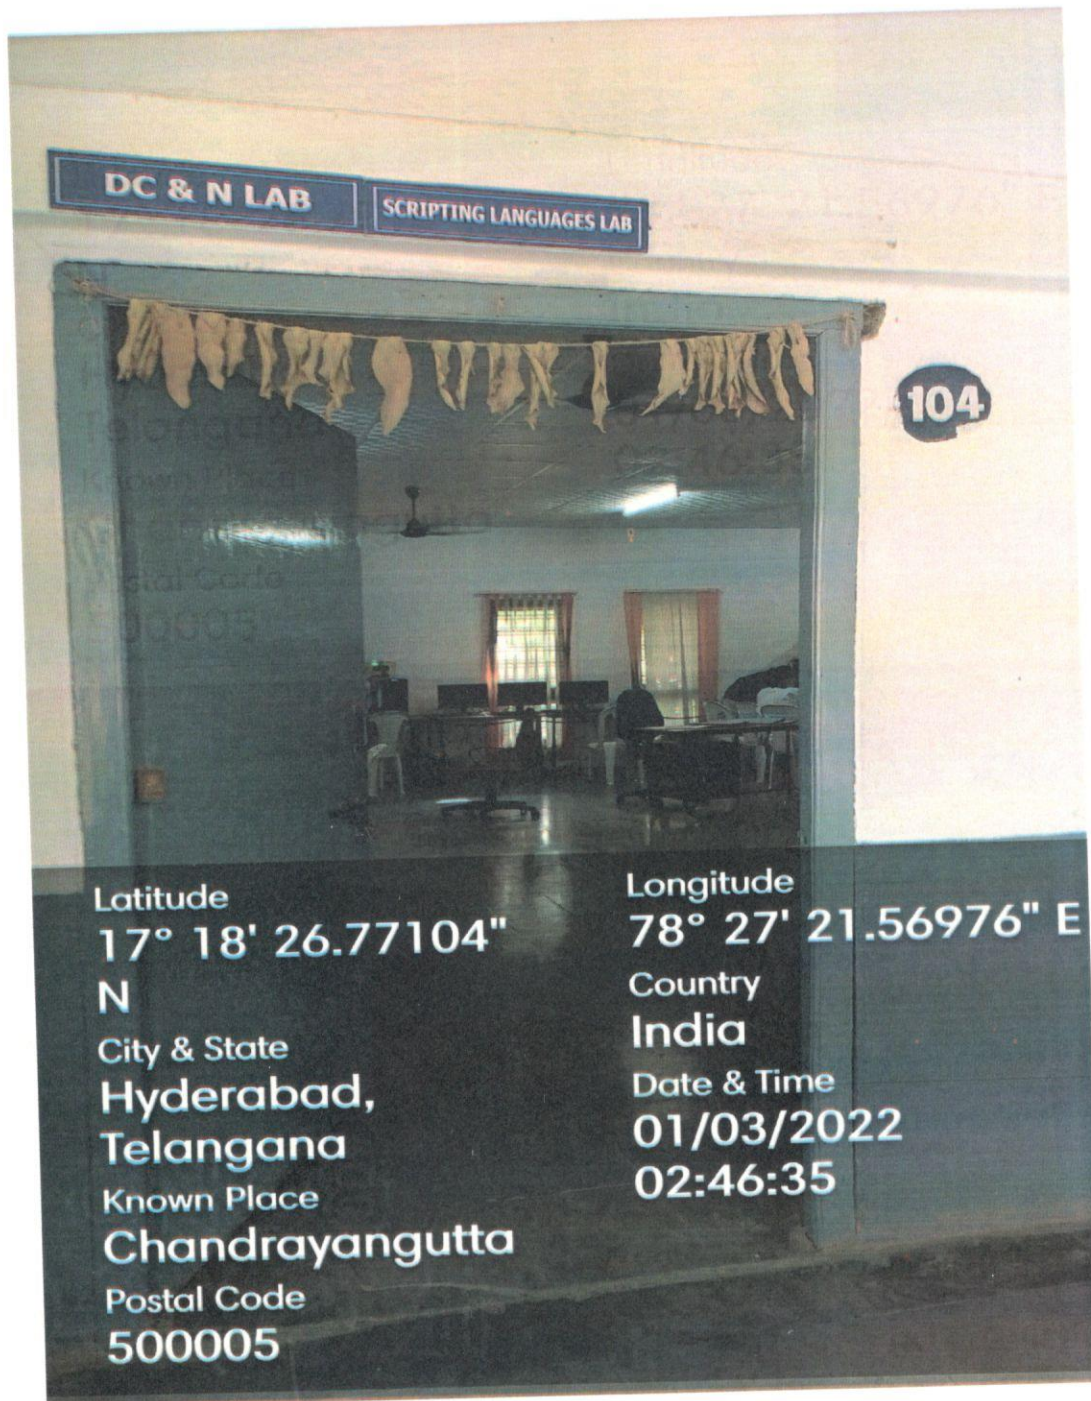 DC & N LAB
SCRIPTING LANGUAGES LAB
104
Latitude
17° 18' 26.77104"
N
City & State
Hyderabad,
Telangana
Known Place
Chandrayangutta
Postal Code
500005
Longitude
78° 27' 21.56976" E
Country
India
Date & Time
01/03/2022
02:46:35